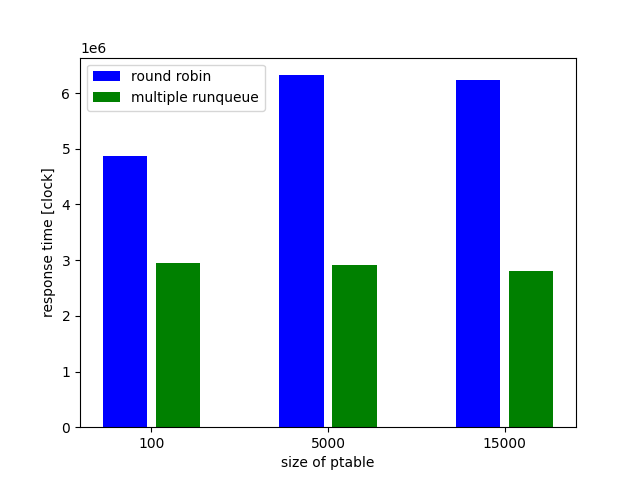 1e6
round robin
multiple runqueue
6
5
4
3
2
1
0
response time [clock]
100 5000 15000
size of ptable